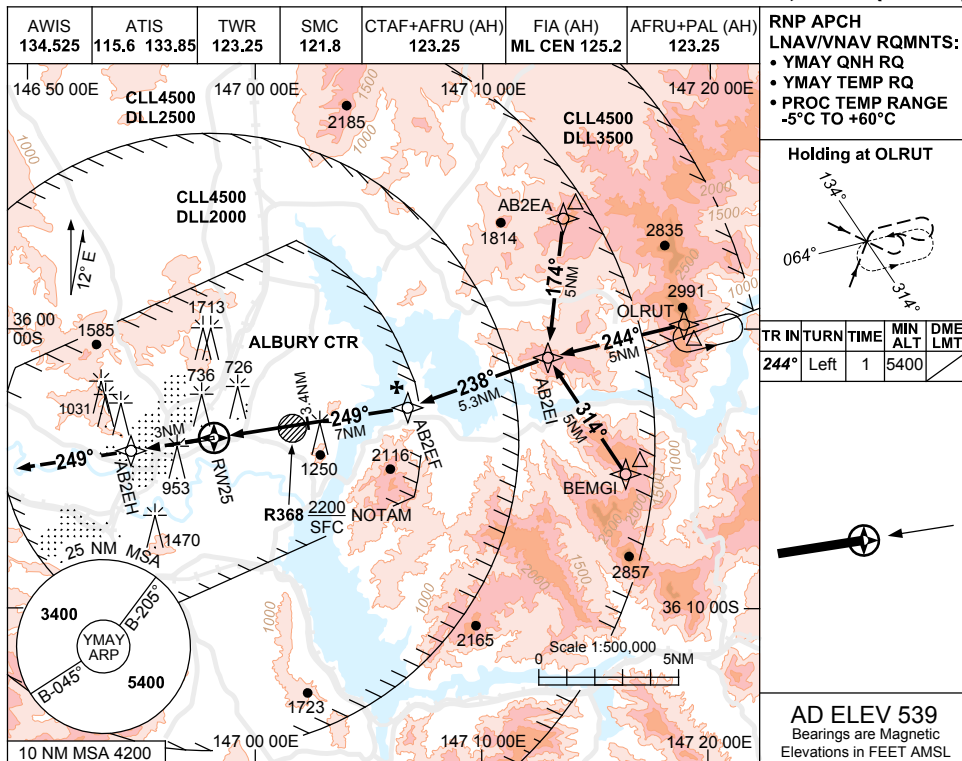 AWIS
134.525
ATIS
115.6 133.85
TWR
123.25
SMC
121.8
CTAF+AFRU (AH)
123.25
FIA (AH)
ML CEN 125.2
AFRU+PAL (AH)
123.25
RNP APCH
LNAV/VNAV RQMNTS:
• YMAY QNH RQ
• YMAY TEMP RQ
• PROC TEMP RANGE
-5°C TO +60°C
Holding at OLRUT
134°
064°
314°
TR IN
TURN
TIME
MIN ALT
DME LMT
244°
Left
1
5400
AD ELEV 539
Bearings are Magnetic
Elevations in FEET AMSL
146 50 00E
147 00 00E
147 10 00E
147 20 00E
CLL4500
DLL2500
1500
1000
2185
CLL4500
DLL3500
CLL4500
DLL2000
2000
1500
AB2EA
1814
2835
2500
174°
5NM
2991
OLRUT
12° E
36 00
00S
1585
1713
ALBURY CTR
244°
5NM
AB2EI
736
726
1031
3.4NM
238°
5.3NM
249°
7NM
AB2EF
314°
5NM
3NM
249°
AB2EH
RW25
953
1250
2116
BEMGI
1000
1500
2000
R368
2200
SFC
NOTAM
1470
2857
25 NM MSA
3400
B-205°
YMAY
ARP
B-045°
5400
1000
1500
2000
2165
36 10 00S
Scale 1:500,000
0
5NM
1723
1000
10 NM MSA 4200
147 00 00E
147 10 00E
147 20 00E